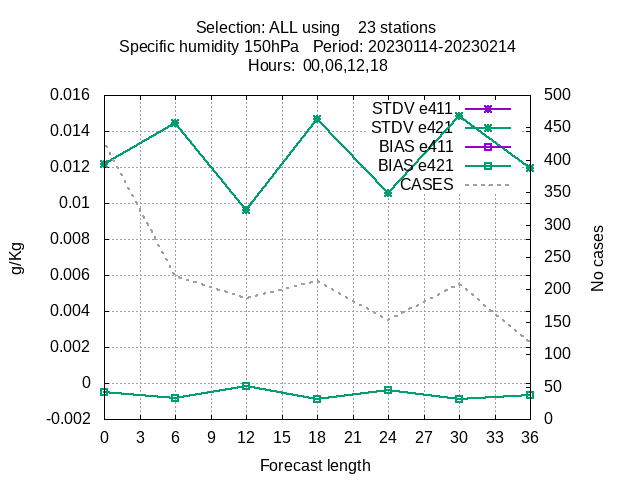 Selection: ALL using    23 stations
Specific humidity 150hPa   Period: 20230114-20230214
Hours:  00,06,12,18
0.016
0.014
0.012
0.01
0.008
0.006
0.004
0.002
0
-0.002
500
450
400
350
300
250
200
150
100
50
0
STDV e411
STDV e421
BIAS e411
BIAS e421
CASES
g/Kg
No cases
0 3 6 9 12 15 18 21 24 27 30 33 36
Forecast length